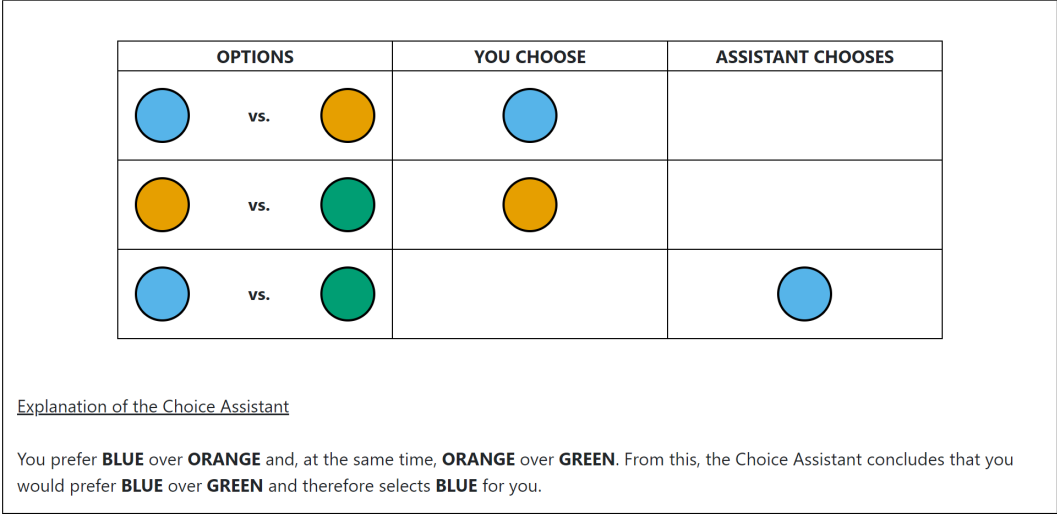 OPTIONS YOU CHOOSE ASSISTANT CHOOSES
vs.
vs.
vs.
Explanation of the Choice Assistant
You prefer BLUE over ORANGE and, at the same time, ORANGE over GREEN. From this, the Choice Assistant concludes that you
would prefer BLUE over GREEN and therefore selects BLUE for you.